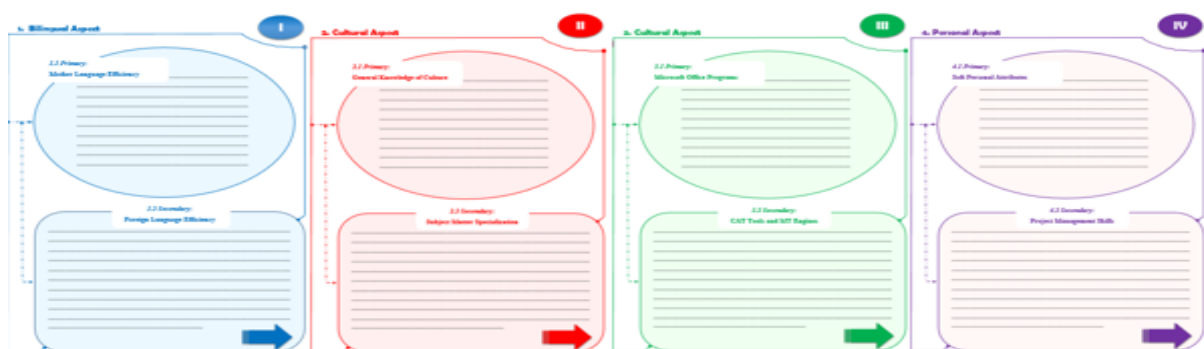 1. Bilingual Aspect
I
1.1 Primary:
Mother Language Efficiency
1.2 Secondary:
Foreign Language Efficiency
2. Cultural Aspect
II
2.1 Primary:
General Knowledge of Culture
2.2 Secondary:
Subject Matter Specialization
3. Cultural Aspect
III
3.1 Primary:
Microsoft Office Programs
3.2 Secondary:
CAT Tools and MT Engines
4. Personal Aspect
IV
4.1 Primary:
Soft Personal Attributes
4.2 Secondary:
Project Management Skills